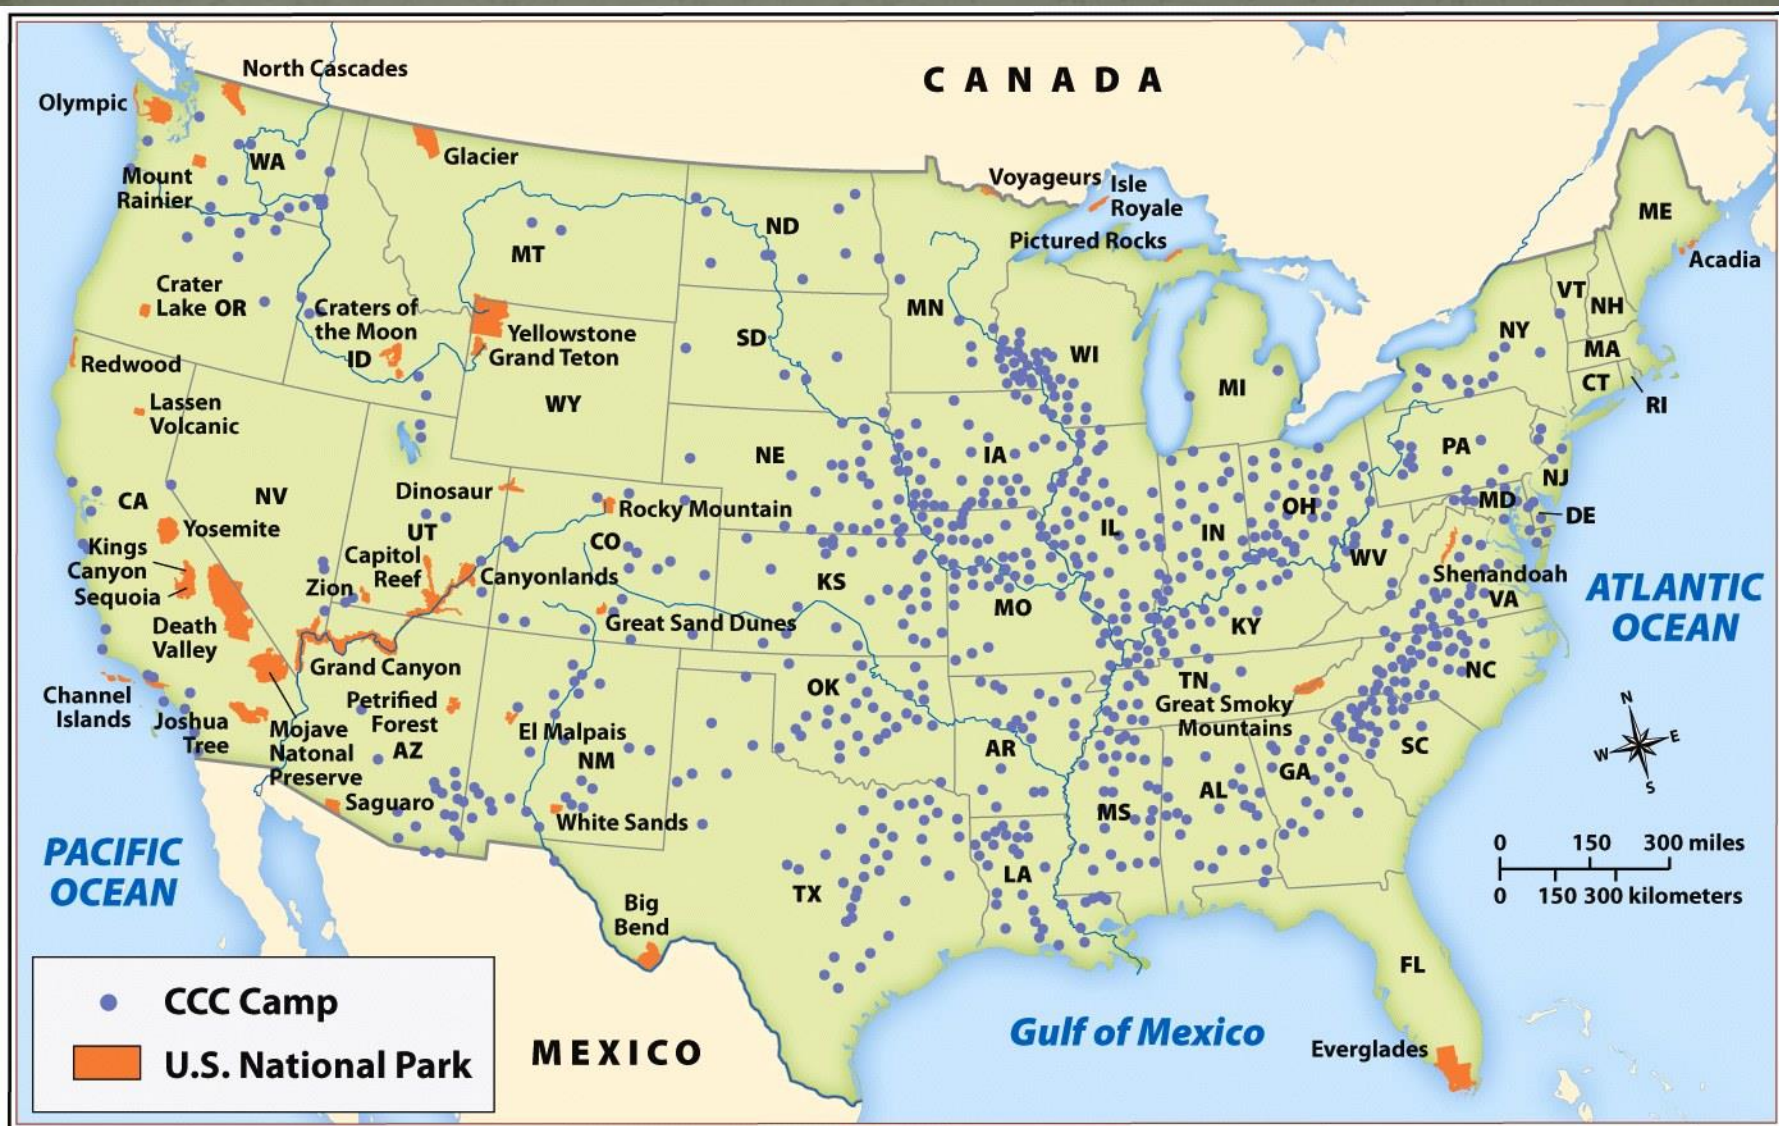 North Cascades
CANADA
Olympic
Glacier
WA
Mount
Rainier
Voyageurs
Isle
Royale
Pictured Rocks
ME
Acadia
ND
MT
MN
VT
NH
Crater
Lake
OR
Craters of
the Moon
ID
Yellowstone
Grand Teton
SD
WI
NY
MA
CT
RI
Redwood
WY
MI
Lassen
Volcanic
NE
IA
PA
NJ
CA
NV
Dinosaur
UT
Rocky Mountain
OH
MD
DE
Yosemite
Kings
Canyon
Sequoia
Capitol
Reef
CO
IL
IN
WV
Zion
Canyonlands
KS
MO
Shenandoah
VA
ATLANTIC
OCEAN
Death
Valley
Great Sand Dunes
KY
Grand Canyon
NC
Channel
Islands
Joshua
Tree
Mojave
Natonal
Preserve
Petrified
Forest
AZ
El Malpais
NM
OK
TN
Great Smoky
Mountains
AR
SC
GA
N
W
E
S
Saguaro
White Sands
MS
AL
PACIFIC
OCEAN
0 150 300 miles
0 150 300 kilometers
TX
LA
Big
Bend
FL
CCC Camp
U.S. National Park
MEXICO
Gulf of Mexico
Everglades